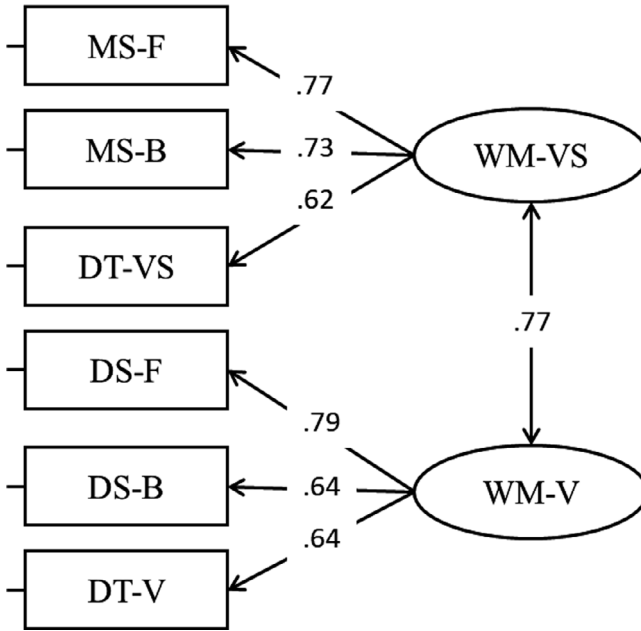 MS-F
.77
MS-B
.73
WM-VS
.62
DT-VS
.77
DS-F
.79
DS-B
.64
WM-V
.64
DT-V